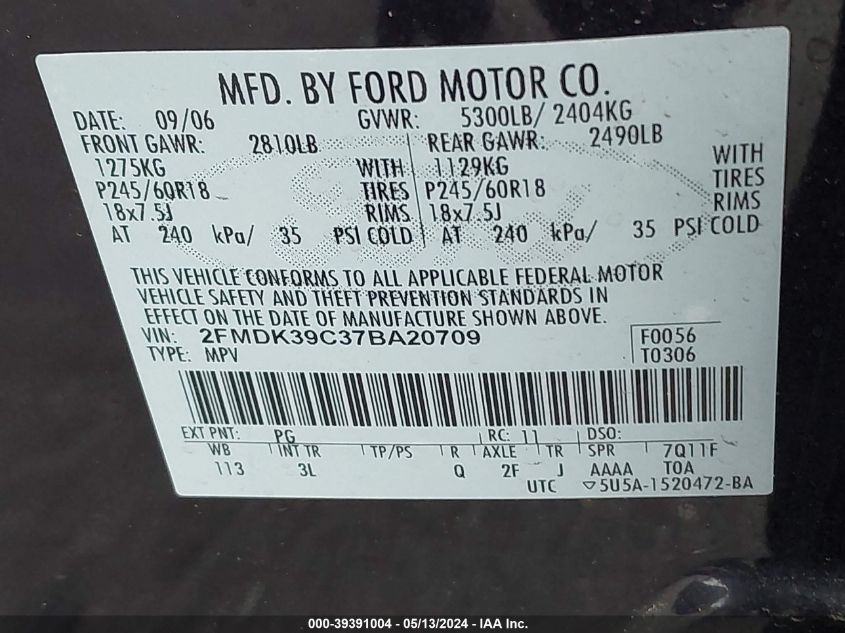 MFD. BY FORD MOTOR CO.
DATE: 09/06 GVWR: 5300LB/ 2404KG
FRONT GAWR: 2810LB REAR GAWR: 2490LB
1275KG WITH 1129KG WITH
P245/60R18 TIRES P245/60R18 TIRES
18x7.5J RIMS 18x7.5J RIMS
AT 240 kPa/ 35 PSI COLD AT 240 kPa/ 35 PSI COLD
THIS VEHICLE CONFORMS TO ALL APPLICABLE FEDERAL MOTOR
VEHICLE SAFETY AND THEFT PREVENTION STANDARDS IN
EFFECT ON THE DATE OF MANUFACTURE SHOWN ABOVE.
VIN: 2FMDK39C37BA20709 F0056
TYPE: MPV T0306
EXT PNT: PG RC: 11 DSO:
WB INT TR TP/PS R AXLE TR SPR 7Q11F
113 3L Q 2F J AAAA TOA
UTC ▽5U5A-1520472-BA
000-39391004 - 05/13/2024 - IAA Inc.